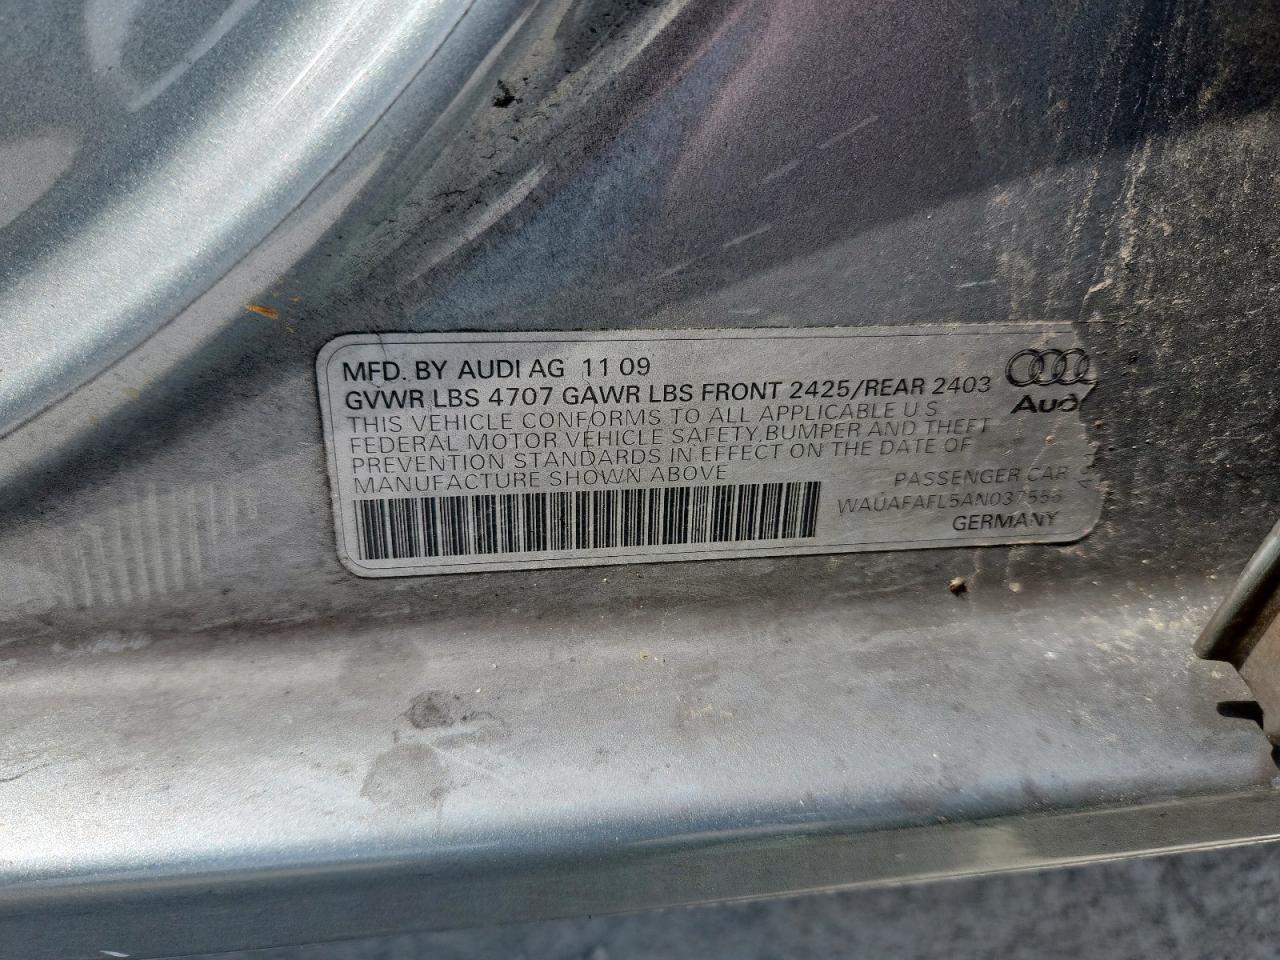 MFD. BY AUDI AG 11 09
GVWR LBS 4707 GAWR LBS FRONT 2425/REAR 2403
THIS VEHICLE CONFORMS TO ALL APPLICABLE U S
FEDERAL MOTOR VEHICLE SAFETY, BUMPER AND THEFT
PREVENTION STANDARDS IN EFFECT ON THE DATE OF
MANUFACTURE SHOWN ABOVE
Audi
PASSENGER CAR
WAUAFAFL5AN037556
GERMANY